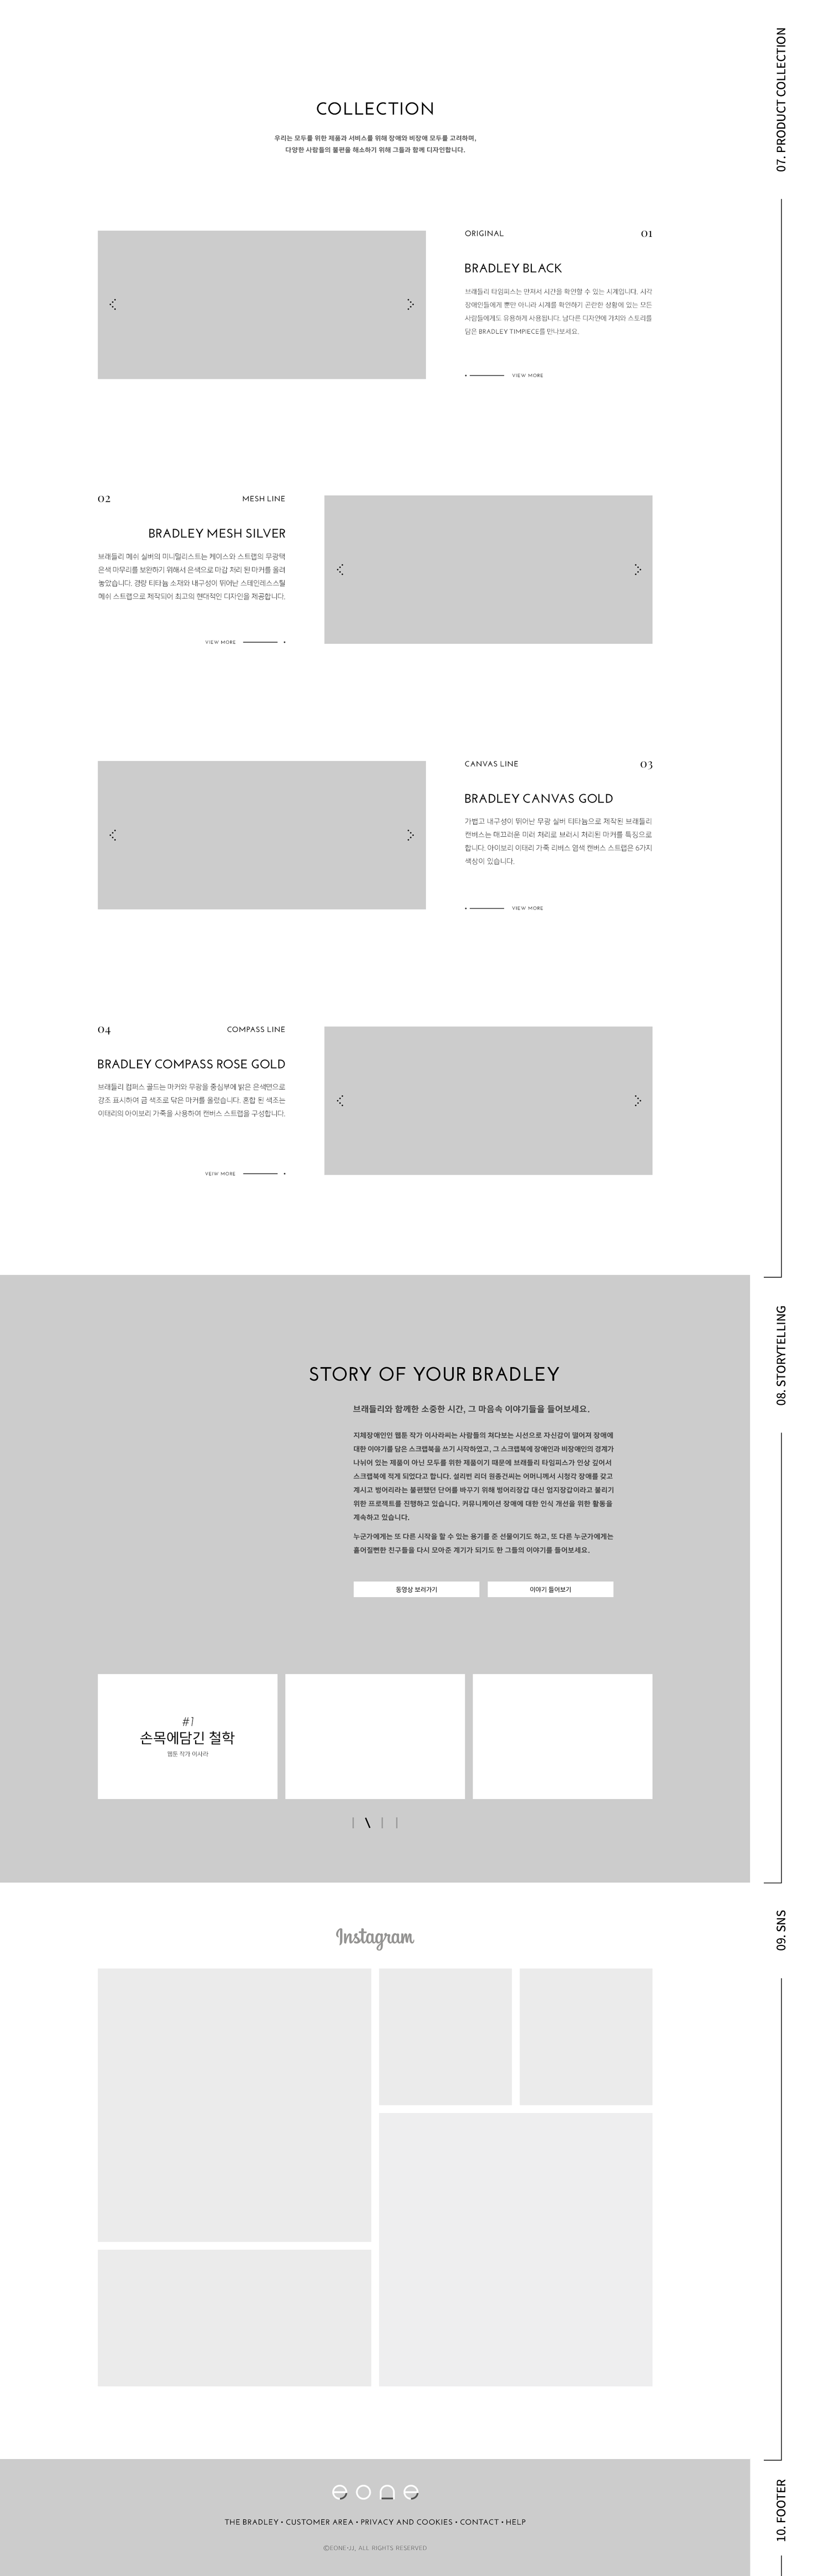 07. PRODUCT COLLECTION
COLLECTION
우리는 모두를 위한 제품과 서비스를 위해 장애와 비장애 모두를 고려하며,
다양한 사람들의 불편을 해소하기 위해 그들과 함께 디자인합니다.
ORIGINAL
01
BRADLEY BLACK
브래들리 타임피스는 만져서 시간을 확인할 수 있는 시계입니다. 시각
장애인들에게 뿐만 아니라 시계를 확인하기 곤란한 상황에 있는 모든
사람들에게도 유용하게 사용됩니다. 남다른 디자인에 가치와 스토리를
담은 BRADLEY TIMPIECE를 만나보세요.
VIEW MORE
02
MESH LINE
BRADLEY MESH SILVER
브래들리 메쉬 실버의 미니멀리스트는 케이스와 스트랩의 무광택
은색 마무리를 보완하기 위해서 은색으로 마감 처리 된 마커를 올려
놓았습니다. 경량 티타늄 소재와 내구성이 뛰어난 스테인레스스틸
메쉬 스트랩으로 제작되어 최고의 현대적인 디자인을 제공합니다.
VIEW MORE
CANVAS LINE
03
BRADLEY CANVAS GOLD
가볍고 내구성이 뛰어난 무광 실버 티타늄으로 제작된 브래들리
캔버스는 매끄러운 미러 처리로 브러시 처리된 마커를 특징으로
합니다. 아이보리 이태리 가죽 리버스 염색 캔버스 스트랩은 6가지
색상이 있습니다.
VIEW MORE
04
COMPASS LINE
BRADLEY COMPASS ROSE GOLD
브래들리 컴퍼스 골드는 마커와 무광을 중심부에 밝은 은색면으로
강조 표시하여 금 색조로 닦은 마커를 올렸습니다. 혼합 된 색조는
이태리의 아이보리 가죽을 사용하여 캔버스 스트랩을 구성합니다.
VEIW MORE
08. STORYTELLING
STORY OF YOUR BRADLEY
브래들리와 함께한 소중한 시간, 그 마음속 이야기들을 들어보세요.
지체장애인인 웹툰 작가 이사라씨는 사람들의 쳐다보는 시선으로 자신감이 떨어져 장애에
대한 이야기를 담은 스크랩북을 쓰기 시작하였고, 그 스크랩북에 장애인과 비장애인의 경계가
나뉘어 있는 제품이 아닌 모두를 위한 제품이기 때문에 브래들리 타임피스가 인상 깊어서
스크랩북에 적게 되었다고 합니다. 설리번 리더 원종건씨는 어머니께서 시청각 장애를 갖고
계시고 벙어리라는 불편했던 단어를 바꾸기 위해 벙어리장갑 대신 엄지장갑이라고 불리기
위한 프로젝트를 진행하고 있습니다. 커뮤니케이션 장애에 대한 인식 개선을 위한 활동을
계속하고 있습니다.
누군가에게는 또 다른 시작을 할 수 있는 용기를 준 선물이기도 하고, 또 다른 누군가에게는
흩어질뻔한 친구들을 다시 모아준 계기가 되기도 한 그들의 이야기를 들어보세요.
동영상 보러가기
이야기 들어보기
#1
손목에담긴 철학
웹툰 작가 이사라
09. SNS
Instagram
10. FOOTER
eone
THE BRADLEY • CUSTOMER AREA • PRIVACY AND COOKIES • CONTACT • HELP
©EONE-JJ, ALL RIGHTS RESERVED